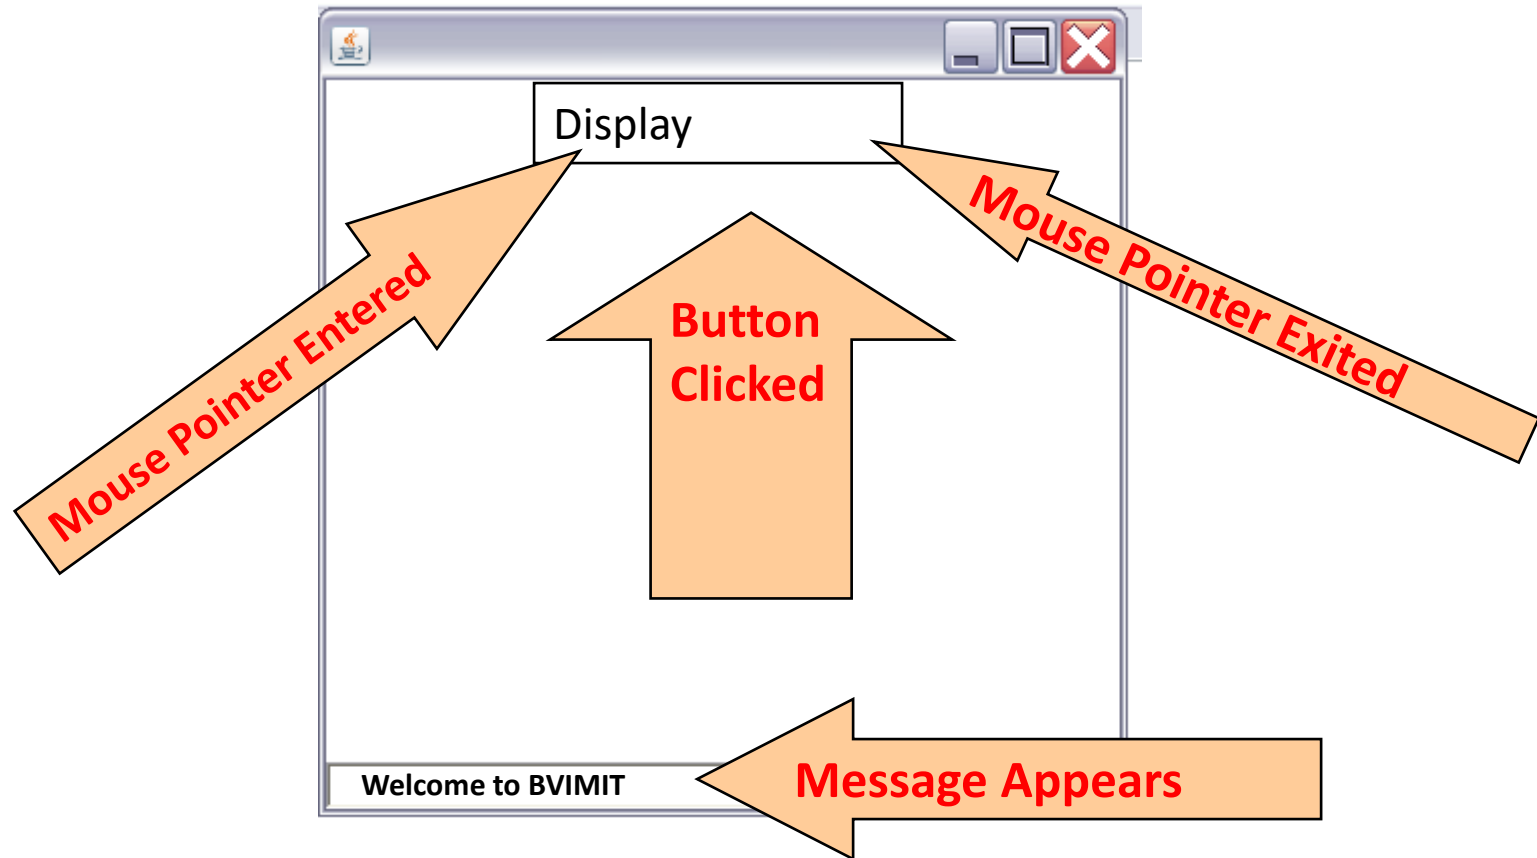 Display
Mouse Pointer Entered
Mouse Pointer Exited
Button
Clicked
Welcome to BVIMIT
Message Appears